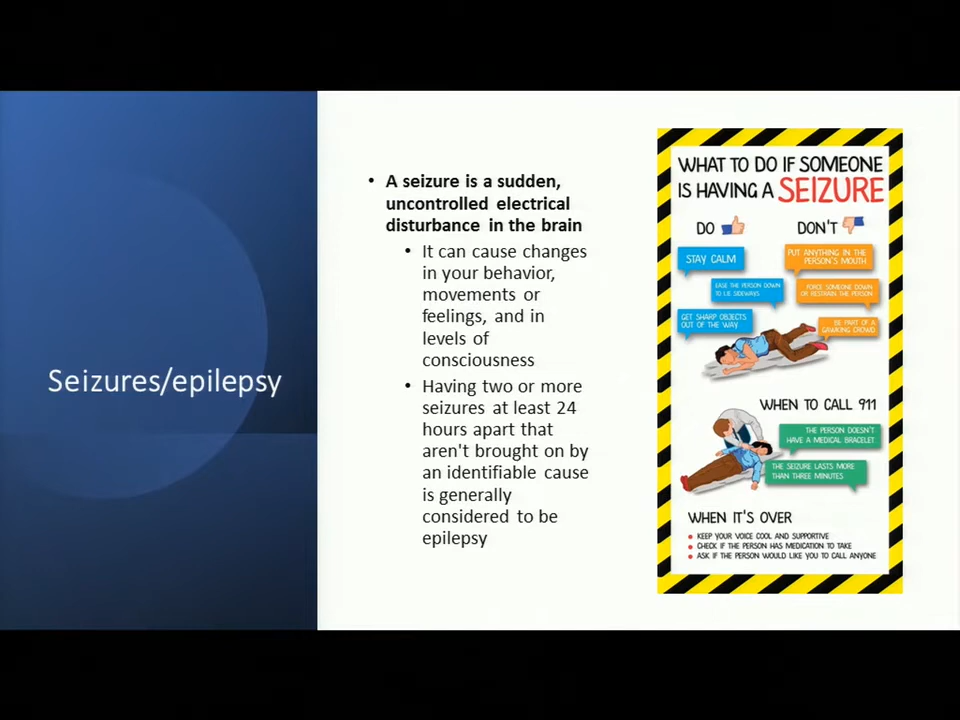 Seizures/epilepsy
• A seizure is a sudden,
uncontrolled electrical
disturbance in the brain
• It can cause changes
in your behavior,
movements or
feelings, and in
levels of
consciousness
• Having two or more
seizures at least 24
hours apart that
aren't brought on by
an identifiable cause
is generally
considered to be
epilepsy
WHAT TO DO IF SOMEONE
IS HAVING A SEIZURE
DO
STAY CALM
EASE THE PERSON DOWN
TO LIE SIDEWAYS
GET SHARP OBJECTS
OUT OF THE WAY
DON'T
PUT ANYTHING IN THE
PERSON'S MOUTH
FORCE SOMEONE DOWN
OR RESTRAIN THE PERSON
BE PART OF A
GAWKING CROWD
WHEN TO CALL 911
THE PERSON DOESN'T
HAVE A MEDICAL BRACELET
THE SEIZURE LASTS MORE
THAN THREE MINUTES
WHEN IT'S OVER
• KEEP YOUR VOICE COOL AND SUPPORTIVE
• CHECK IF THE PERSON HAS MEDICATION TO TAKE
• ASK IF THE PERSON WOULD LIKE YOU TO CALL ANYONE